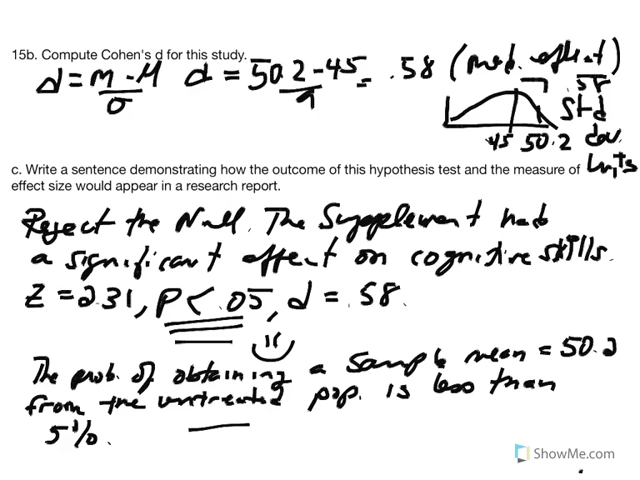 15b. Compute Cohen's d for this study.
d = M - M / σ d = 50.2 - 45 / 9 = .58 (med. effect)
.58
Std
45 50.2 dev.
Units
c. Write a sentence demonstrating how the outcome of this hypothesis test and the measure of
effect size would appear in a research report.
Reject the Null. The Supplement had
a significant effect on cognitive skills.
Z = 2.31, P < .05, d = .58.
The prob. of obtaining a sample mean = 50.2
from the untreated pop. is less than
5%.
ShowMe.com